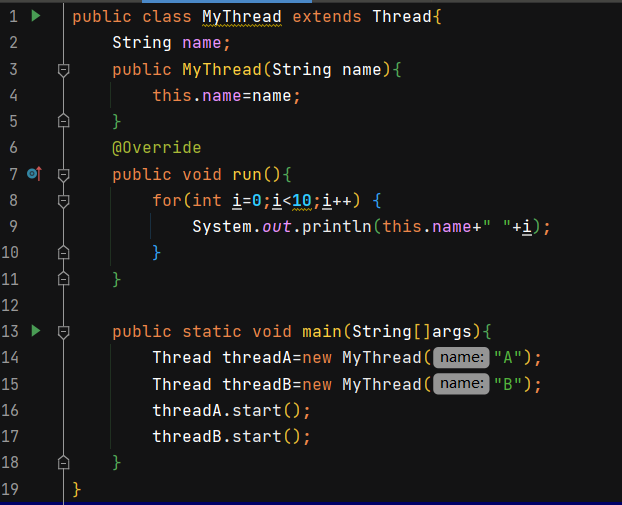 1 public class MyThread extends Thread{
2     String name;
3     public MyThread(String name){
4         this.name=name;
5     }
6     @Override
7     public void run(){
8         for(int i=0;i<10;i++) {
9             System.out.println(this.name+" "+i);
10         }
11     }
12
13     public static void main(String[]args){
14         Thread threadA=new MyThread( name: "A");
15         Thread threadB=new MyThread( name: "B");
16         threadA.start();
17         threadB.start();
18     }
19 }